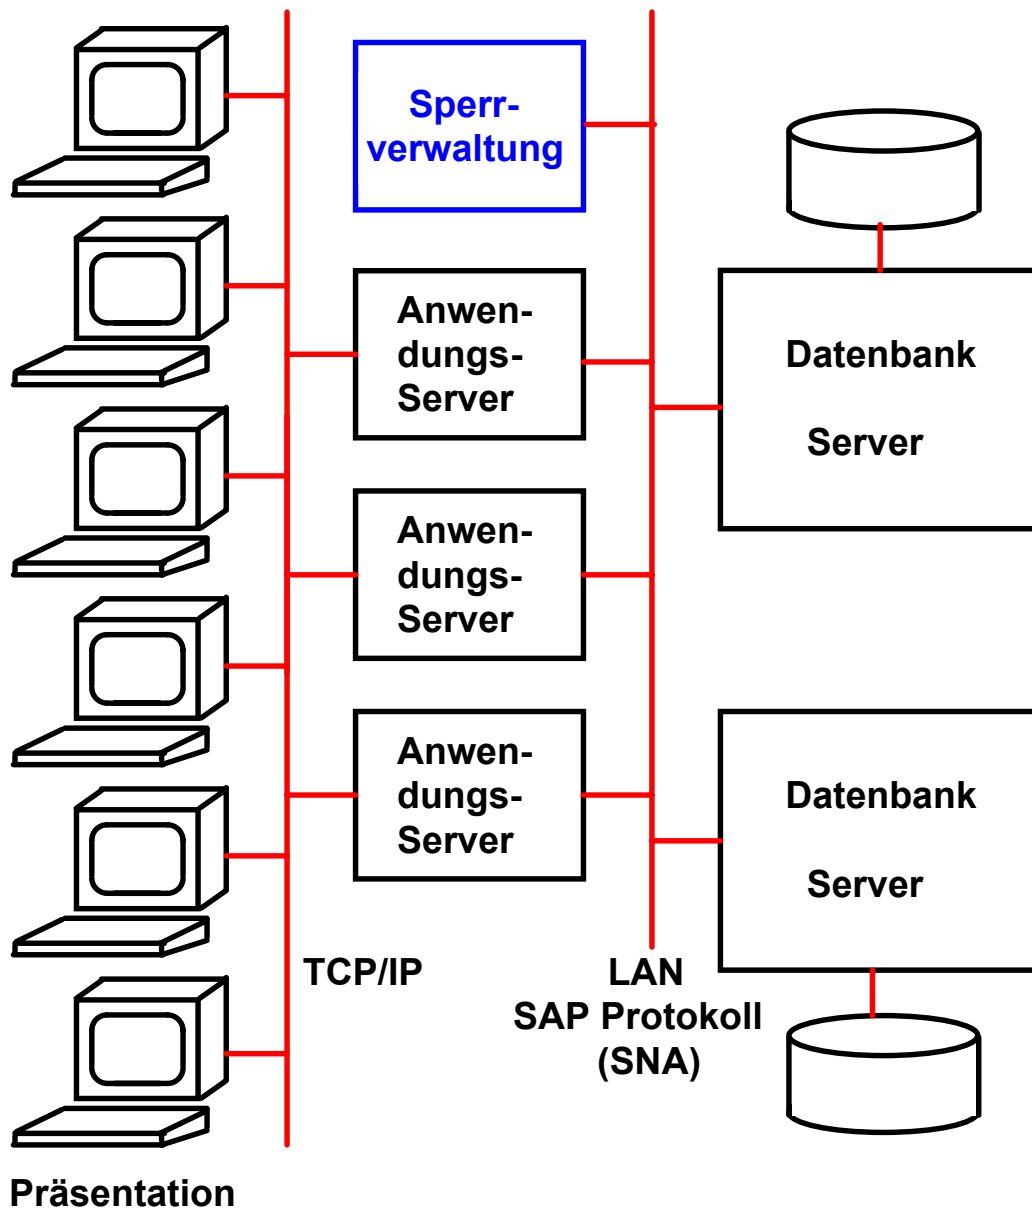 Sperr-
verwaltung
Anwen-
dungs-
Server
Datenbank
Server
Anwen-
dungs-
Server
Anwen-
dungs-
Server
Datenbank
Server
TCP/IP
LAN
SAP Protokoll
(SNA)
Präsentation